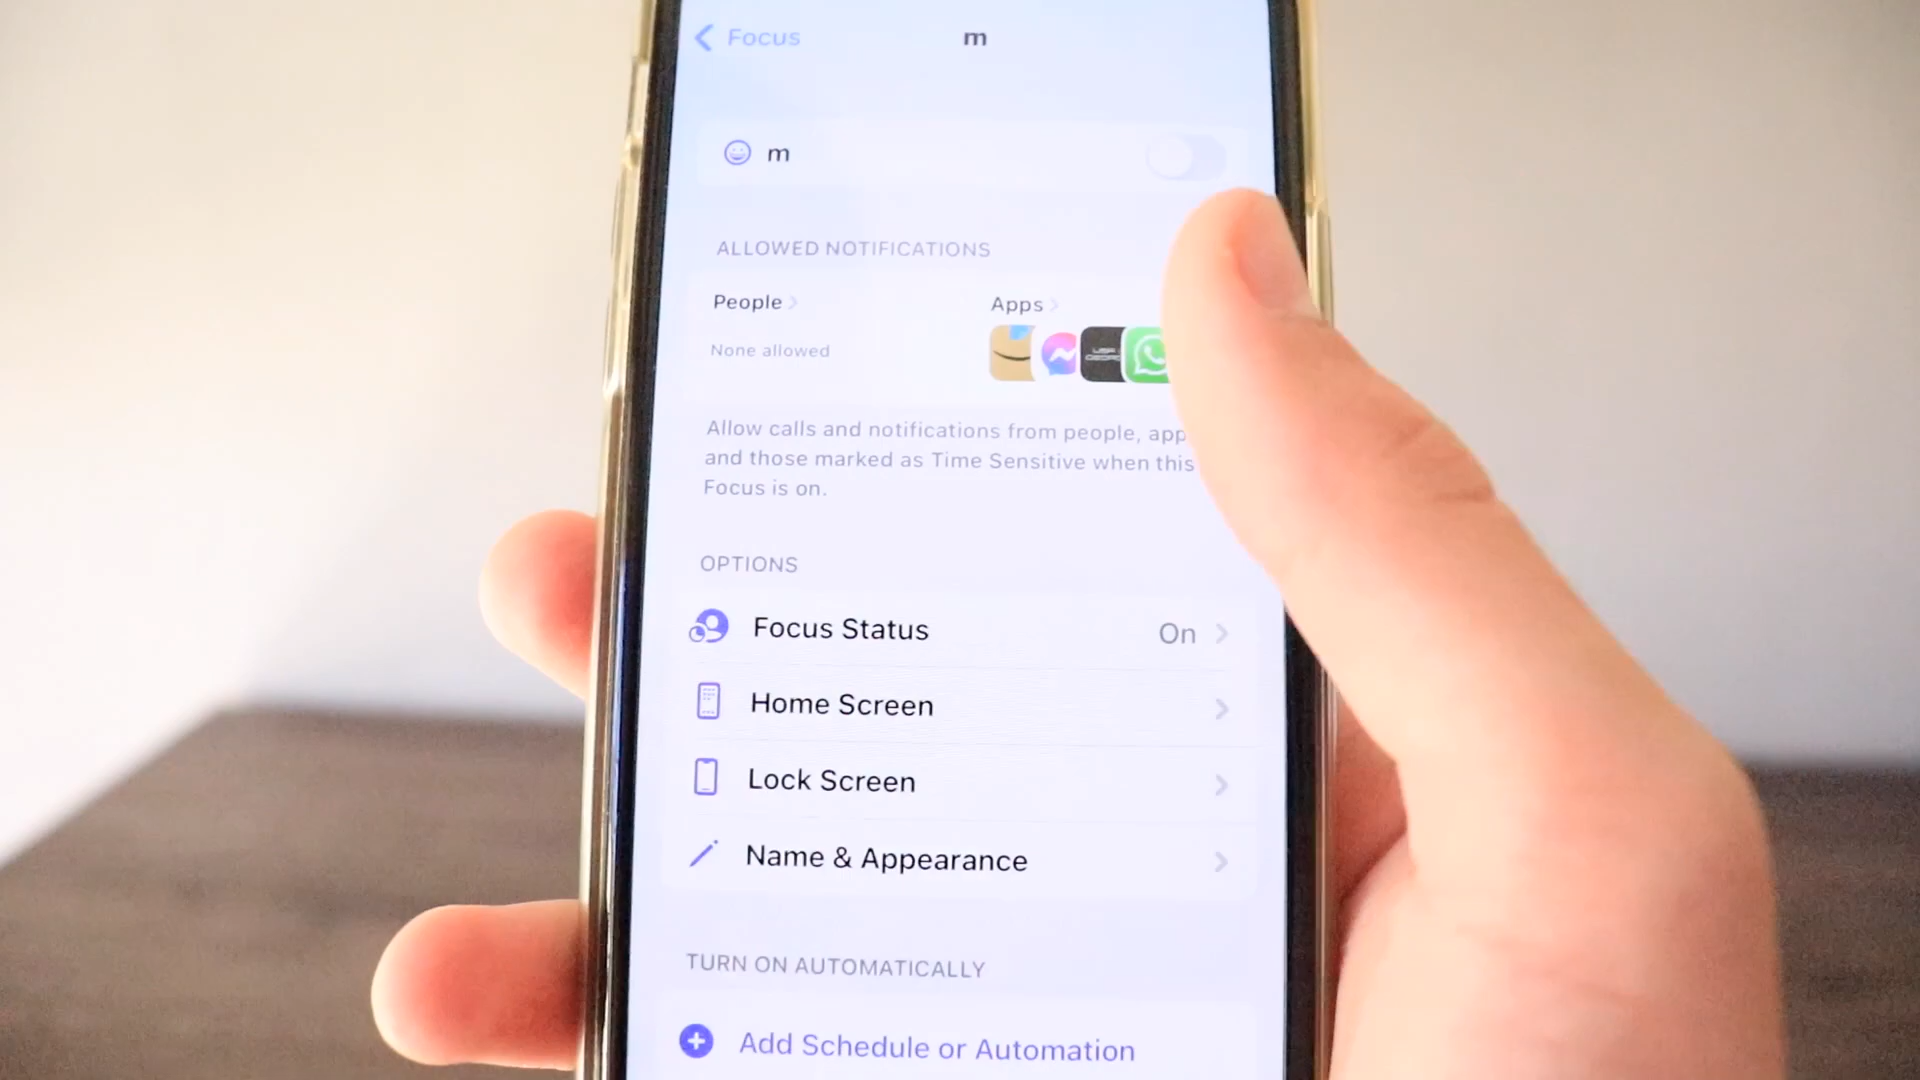 Focus
m
m
ALLOWED NOTIFICATIONS
People
Apps
None allowed
Allow calls and notifications from people, app
and those marked as Time Sensitive when this
Focus is on.
OPTIONS
Focus Status
On
Home Screen
Lock Screen
Name & Appearance
TURN ON AUTOMATICALLY
Add Schedule or Automation